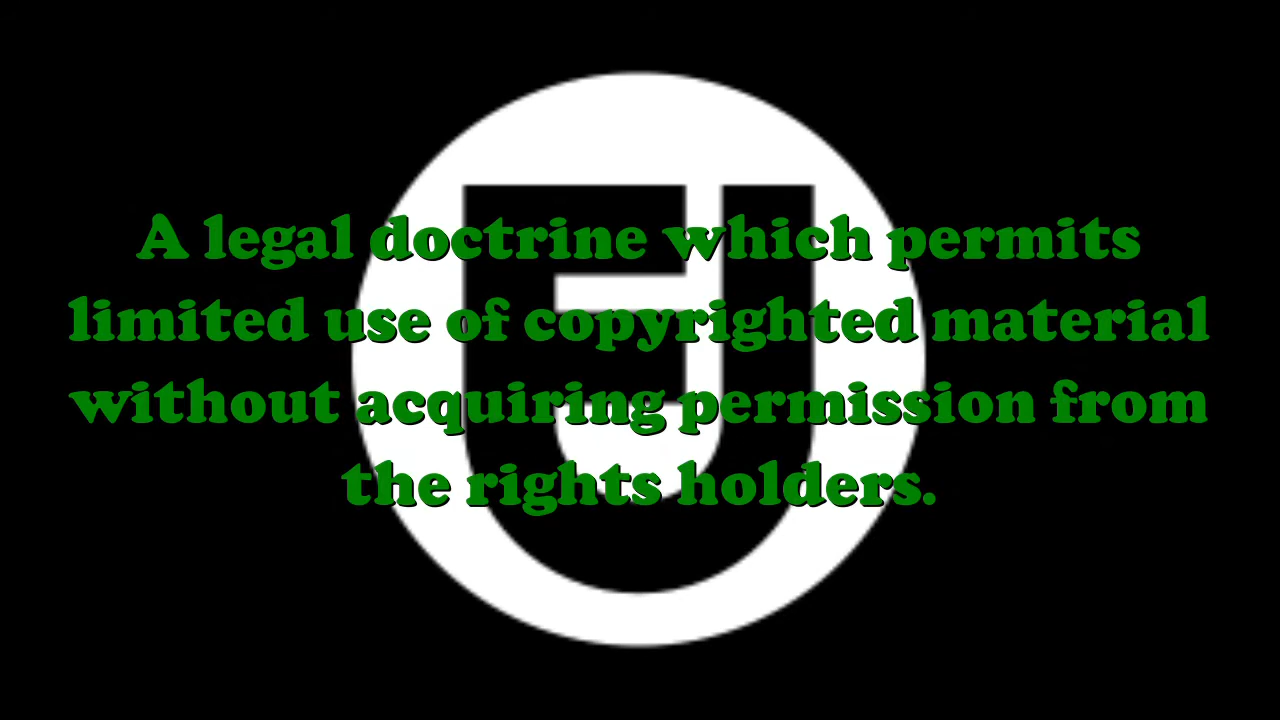 A legal doctrine which permits
limited use of copyrighted material
without acquiring permission from
the rights holders.